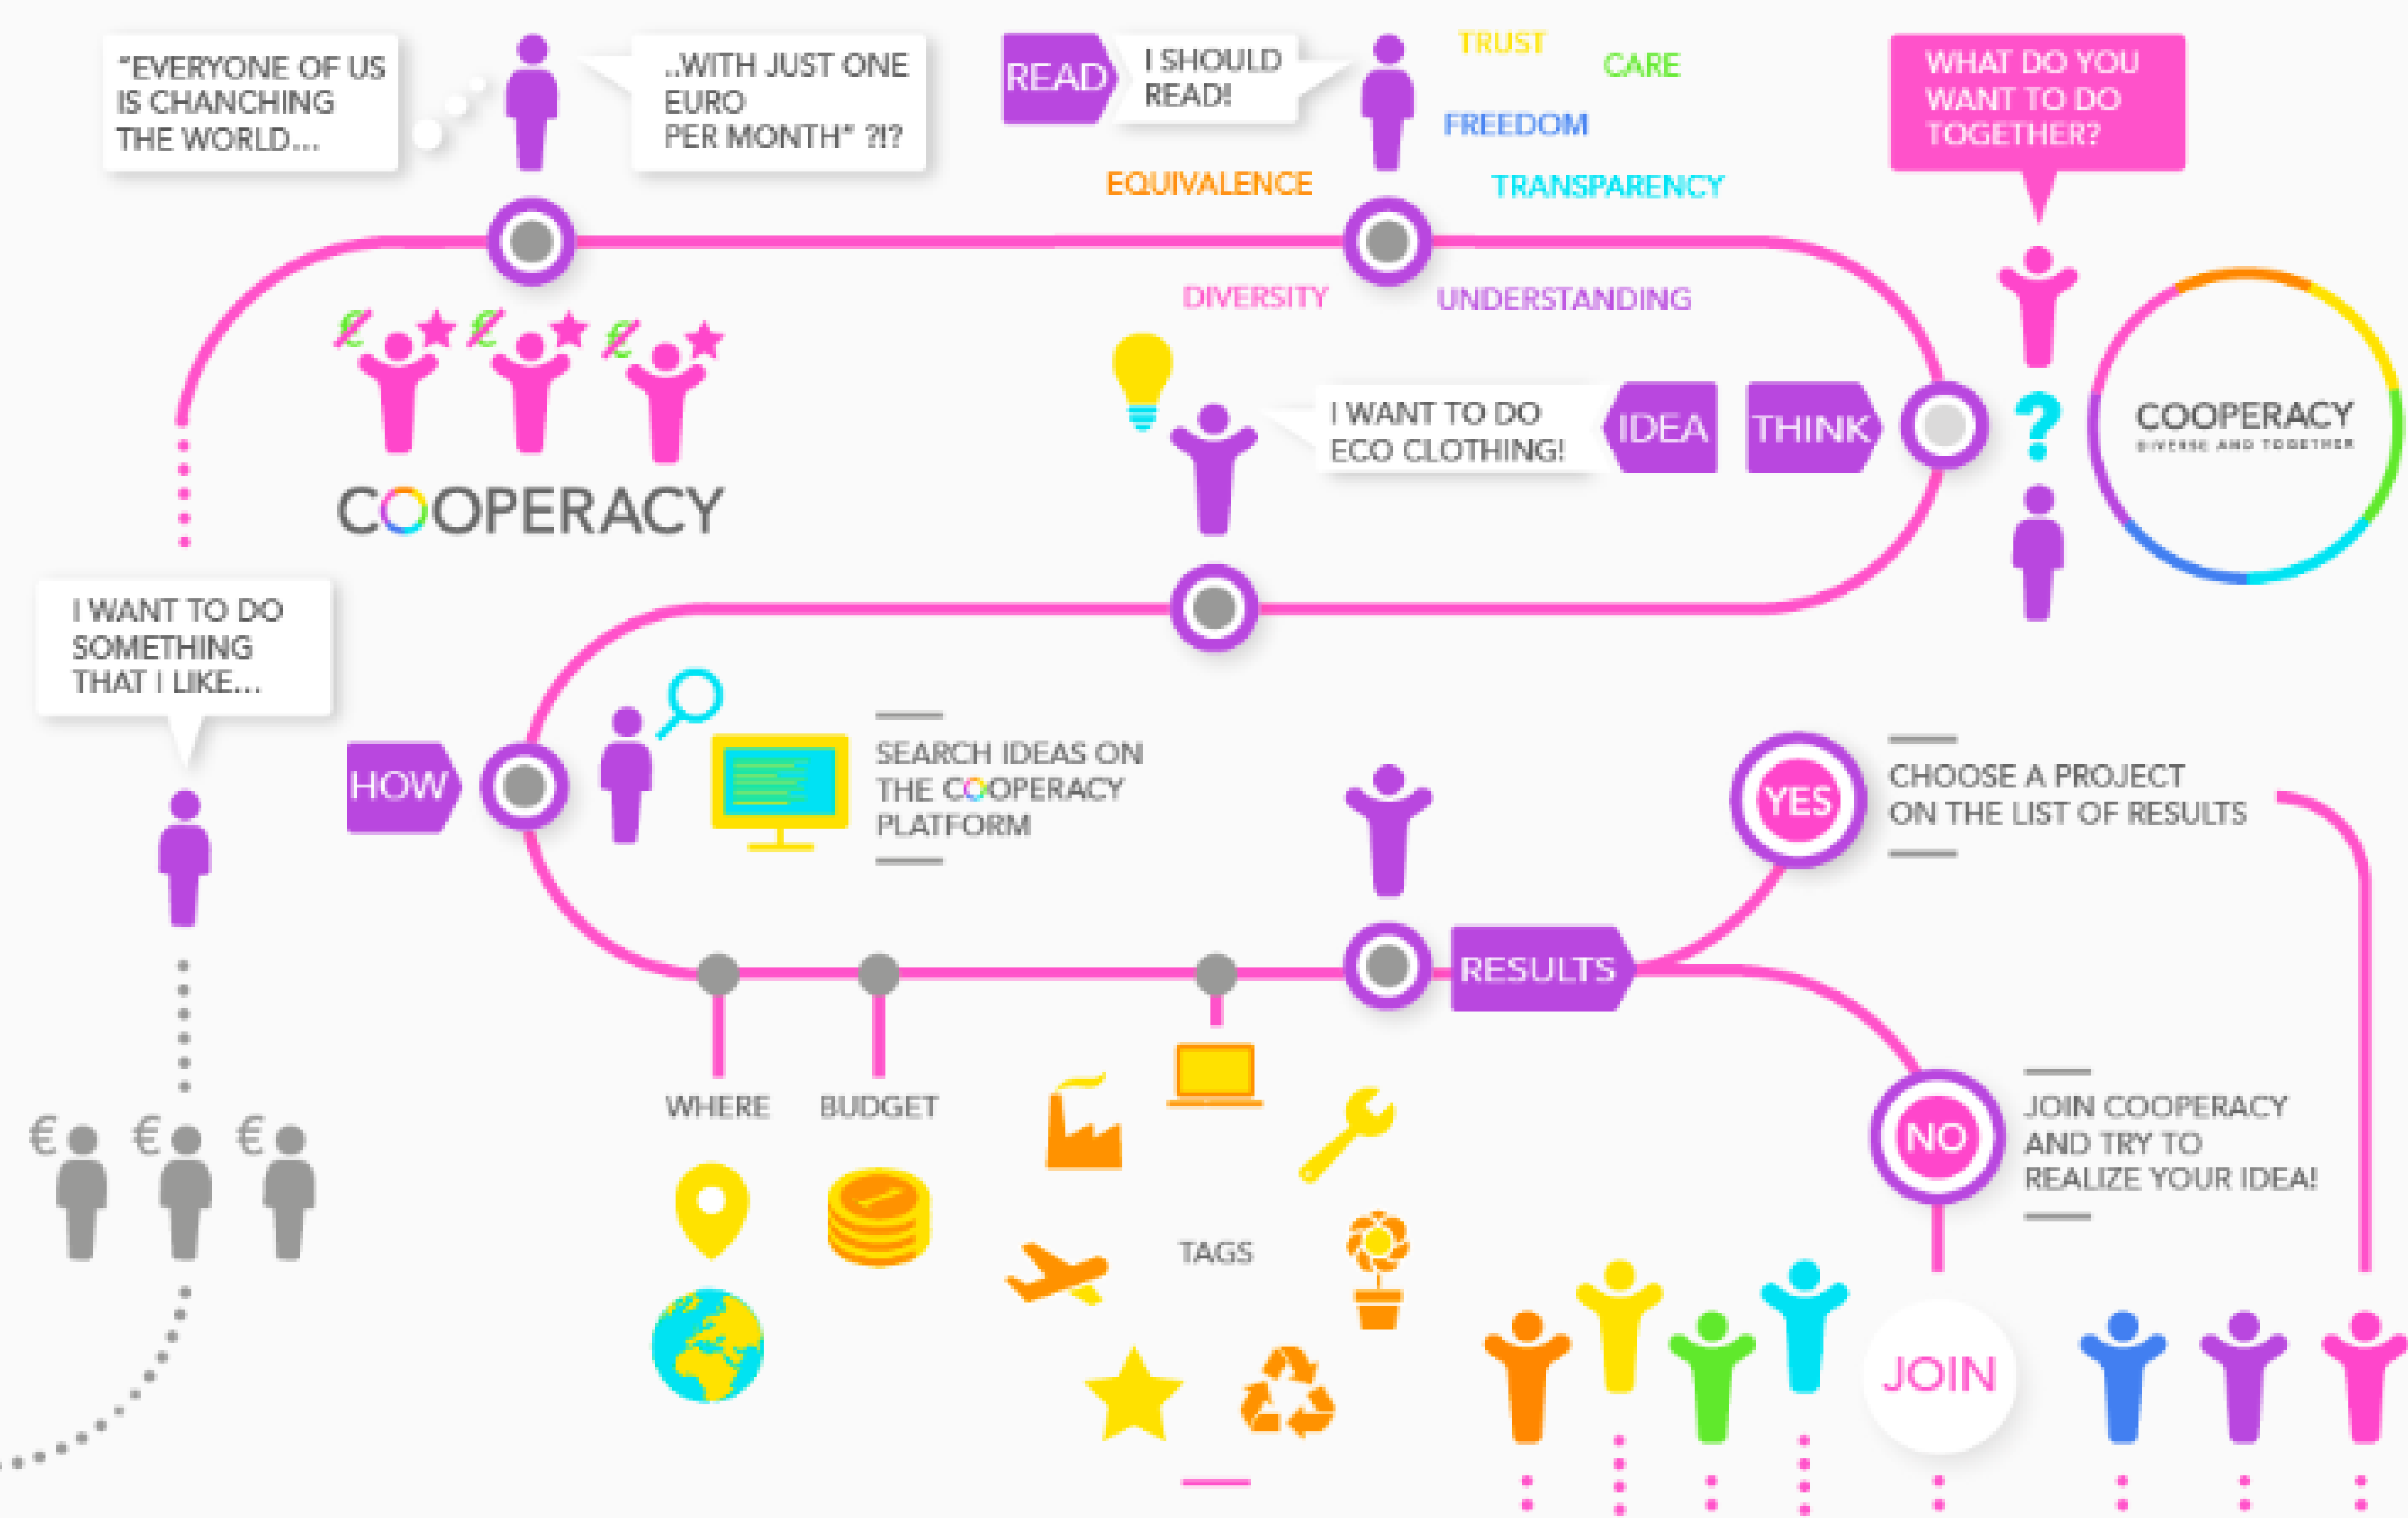 "EVERYONE OF US
IS CHANCHING
THE WORLD...
..WITH JUST ONE
EURO
PER MONTH" ?!?
READ
I SHOULD
READ!
TRUST
CARE
FREEDOM
EQUIVALENCE
TRANSPARENCY
DIVERSITY
UNDERSTANDING
WHAT DO YOU
WANT TO DO
TOGETHER?
€ € €
COOPERACY
I WANT TO DO
ECO CLOTHING!
IDEA
THINK
?
COOPERACY
DIVERSE AND TOGETHER
I WANT TO DO
SOMETHING
THAT I LIKE...
HOW
SEARCH IDEAS ON
THE COOPERACY
PLATFORM
RESULTS
YES
CHOOSE A PROJECT
ON THE LIST OF RESULTS
NO
JOIN COOPERACY
AND TRY TO
REALIZE YOUR IDEA!
€ € €
WHERE
BUDGET
TAGS
JOIN